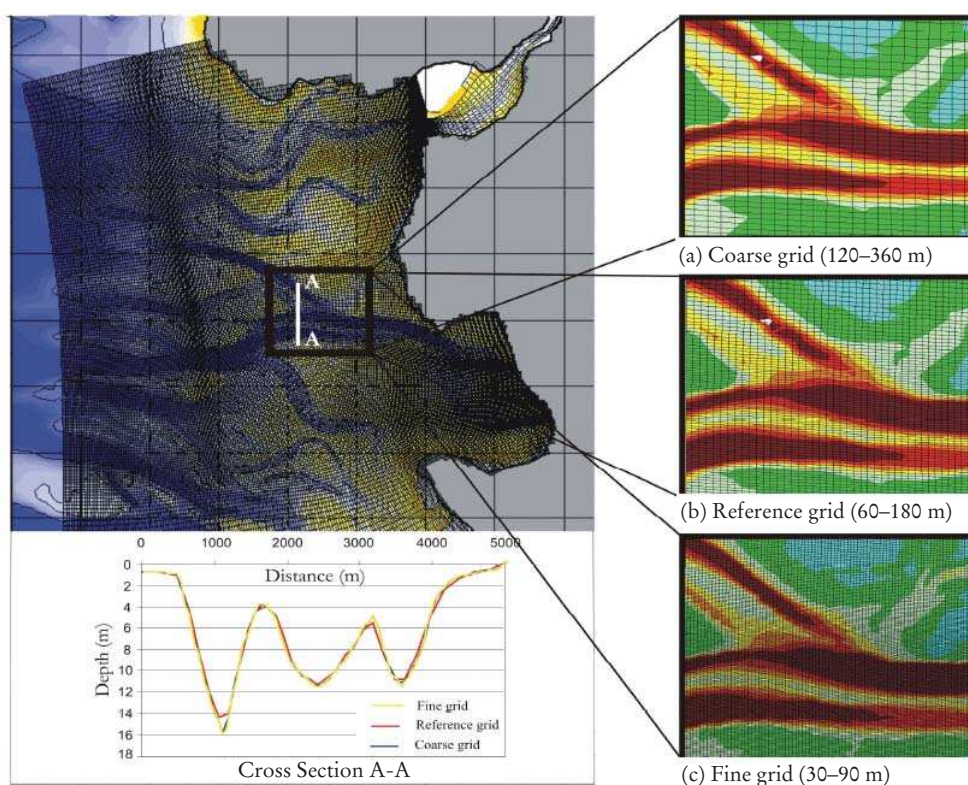 A
A
(a) Coarse grid (120–360 m)
(b) Reference grid (60–180 m)
(c) Fine grid (30–90 m)
0 1000 2000 3000 4000 5000
Distance (m)
Depth (m)
0
2
4
6
8
10
12
14
16
18
Fine grid
Reference grid
Coarse grid
Cross Section A-A